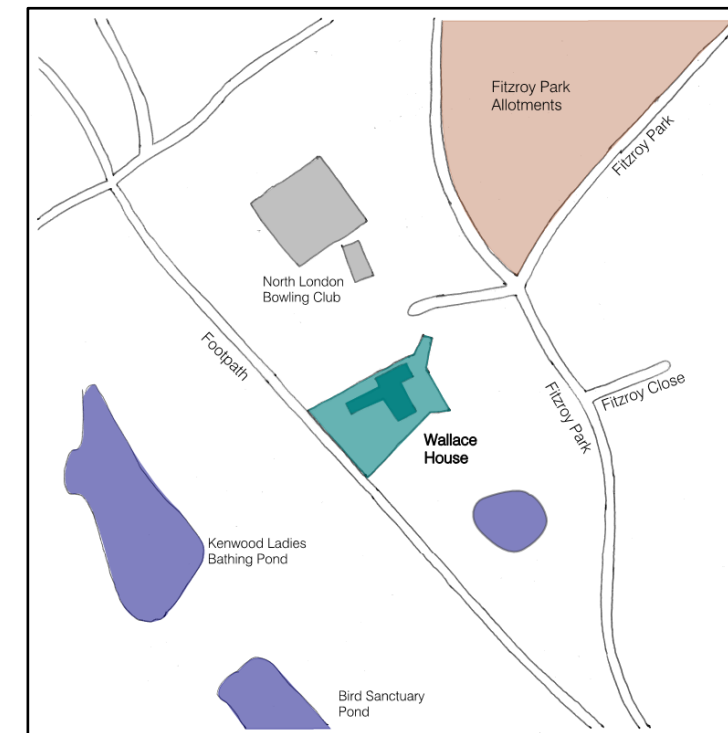 Fitzroy Park
Allotments
Fitzroy Park
North London
Bowling Club
Footpath
Fitzroy Park
Fitzroy Close
Wallace
House
Kenwood Ladies
Bathing Pond
Bird Sanctuary
Pond